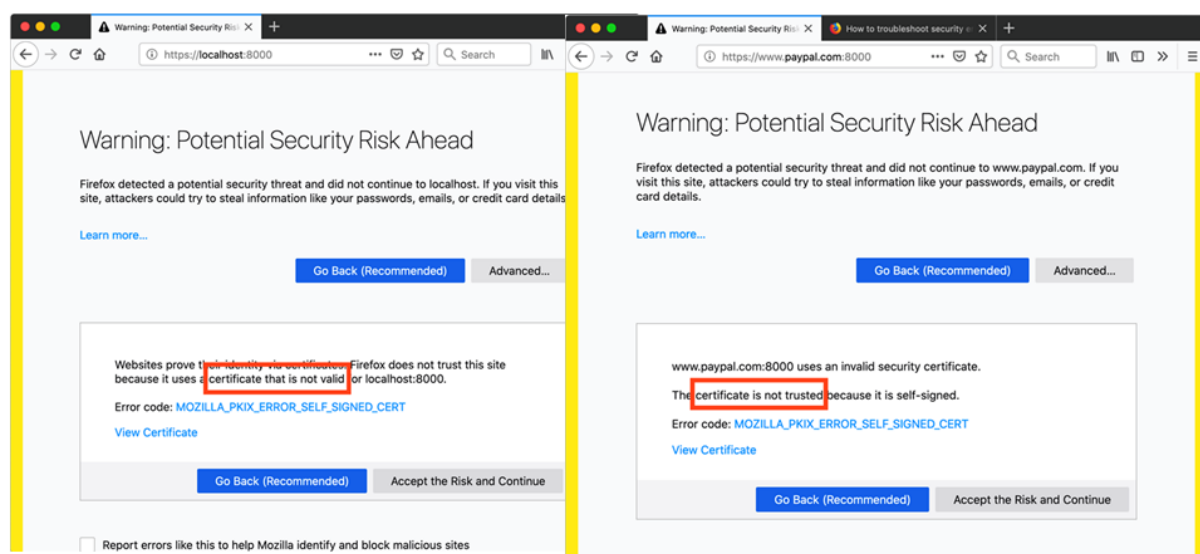 Warning: Potential Security Ris
https://localhost:8000
Search
Warning: Potential Security Risk Ahead
Firefox detected a potential security threat and did not continue to localhost. If you visit this
site, attackers could try to steal information like your passwords, emails, or credit card details
Learn more...
Go Back (Recommended)
Advanced...
Websites prove their identity via certificates. Firefox does not trust this site
because it uses a certificate that is not valid for localhost:8000.
Error code: MOZILLA_PKIX_ERROR_SELF_SIGNED_CERT
View Certificate
Go Back (Recommended)
Accept the Risk and Continue
Report errors like this to help Mozilla identify and block malicious sites
Warning: Potential Security Ris
How to troubleshoot security e
https://www.paypal.com:8000
Search
Warning: Potential Security Risk Ahead
Firefox detected a potential security threat and did not continue to www.paypal.com. If you
visit this site, attackers could try to steal information like your passwords, emails, or credit
card details.
Learn more...
Go Back (Recommended)
Advanced...
www.paypal.com:8000 uses an invalid security certificate.
The certificate is not trusted because it is self-signed.
Error code: MOZILLA_PKIX_ERROR_SELF_SIGNED_CERT
View Certificate
Go Back (Recommended)
Accept the Risk and Continue